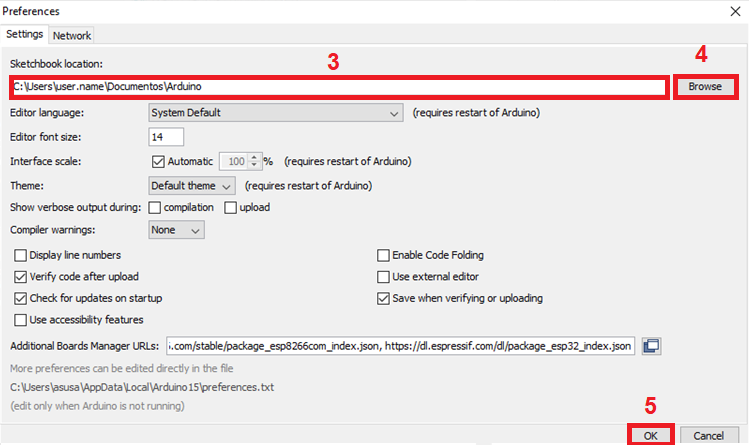 Preferences
Settings Network
Sketchbook location:
3
4
C:\Users\user.name\Documentos\Arduino
Browse
Editor language: System Default (requires restart of Arduino)
Editor font size: 14
Interface scale: Automatic 100 % (requires restart of Arduino)
Theme: Default theme (requires restart of Arduino)
Show verbose output during: compilation upload
Compiler warnings: None
Display line numbers Enable Code Folding
Verify code after upload Use external editor
Check for updates on startup Save when verifying or uploading
Use accessibility features
Additional Boards Manager URLs: i.com/stable/package_esp8266com_index.json, https://dl.espressif.com/dl/package_esp32_index.json
More preferences can be edited directly in the file
C:\Users\asusa\AppData\Local\Arduino15\preferences.txt
(edit only when Arduino is not running)
5
OK Cancel